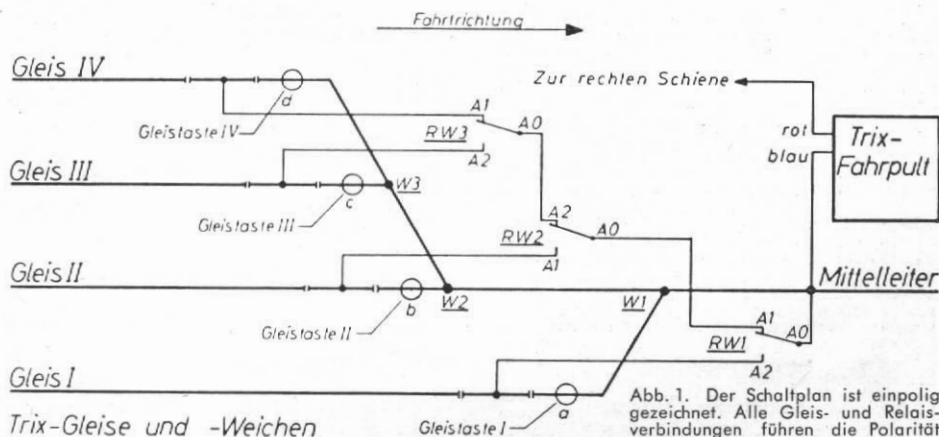 Fahrtrichtung
Gleis IV
Zur rechten Schiene
d
Gleistaste IV
A1
A0
RW3
A2
rot
blau
Trix-
Fahrpult
Gleis III
W3
c
Gleistaste III
A2
A0
RW2
A1
Gleis II
Mittelleiter
W2
W1
b
Gleistaste II
A1
A0
RW1
A2
Gleis I
a
Gleistaste I
Trix-Gleise und -Weichen
Abb. 1. Der Schaltplan ist einpolig
gezeichnet. Alle Gleis- und Relais-
verbindungen führen die Polarität